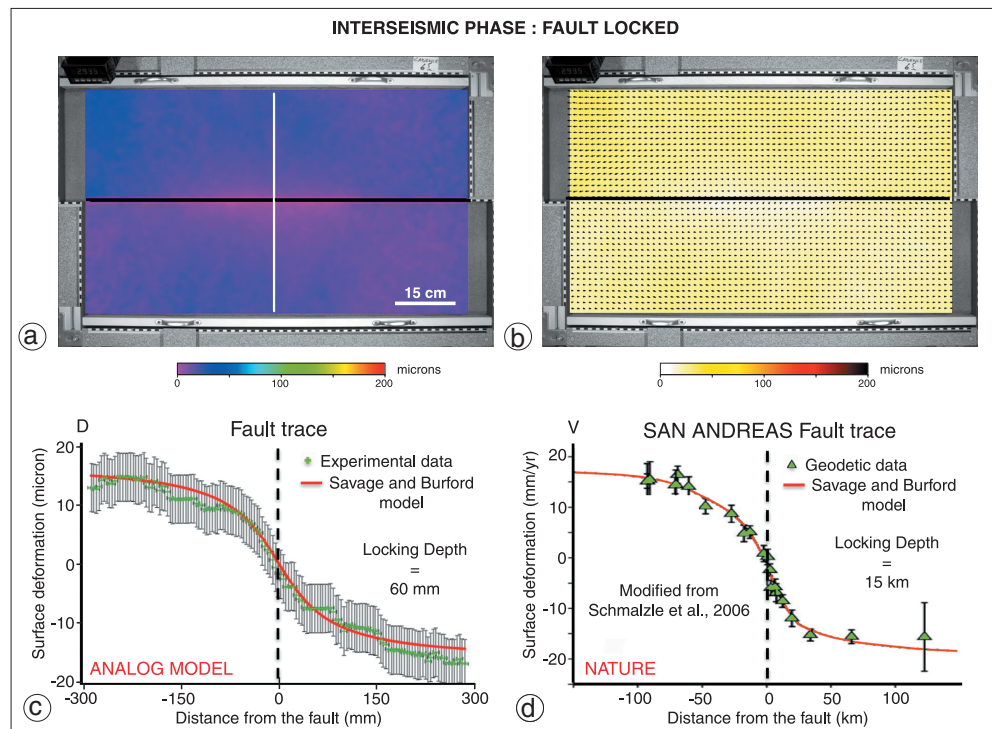 INTERSEISMIC PHASE : FAULT LOCKED
2935
15 cm
a
b
0 100 200 microns
0 100 200 microns
D Fault trace
V SAN ANDREAS Fault trace
Surface deformation (micron)
20
10
0
-10
-20
Experimental data
Savage and Burford
model
Locking Depth
=
60 mm
ANALOG MODEL
-300 -150 0 150 300
c
Distance from the fault (mm)
Surface deformation (mm/yr)
20
10
0
-10
-20
Geodetic data
Savage and Burford
model
Locking Depth
=
15 km
Modified from
Schmalzle et al., 2006
NATURE
-100 -50 0 50 100
d
Distance from the fault (km)